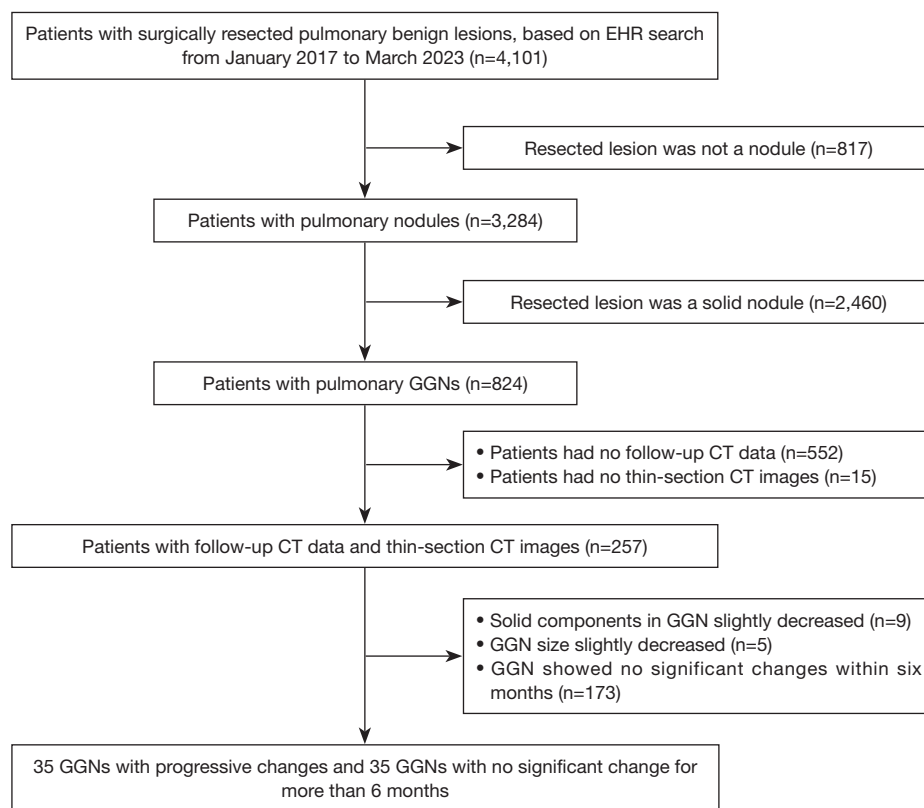 Patients with surgically resected pulmonary benign lesions, based on EHR search
from January 2017 to March 2023 (n=4,101)
Resected lesion was not a nodule (n=817)
Patients with pulmonary nodules (n=3,284)
Resected lesion was a solid nodule (n=2,460)
Patients with pulmonary GGNs (n=824)
• Patients had no follow-up CT data (n=552)
• Patients had no thin-section CT images (n=15)
Patients with follow-up CT data and thin-section CT images (n=257)
• Solid components in GGN slightly decreased (n=9)
• GGN size slightly decreased (n=5)
• GGN showed no significant changes within six
months (n=173)
35 GGNs with progressive changes and 35 GGNs with no significant change for
more than 6 months